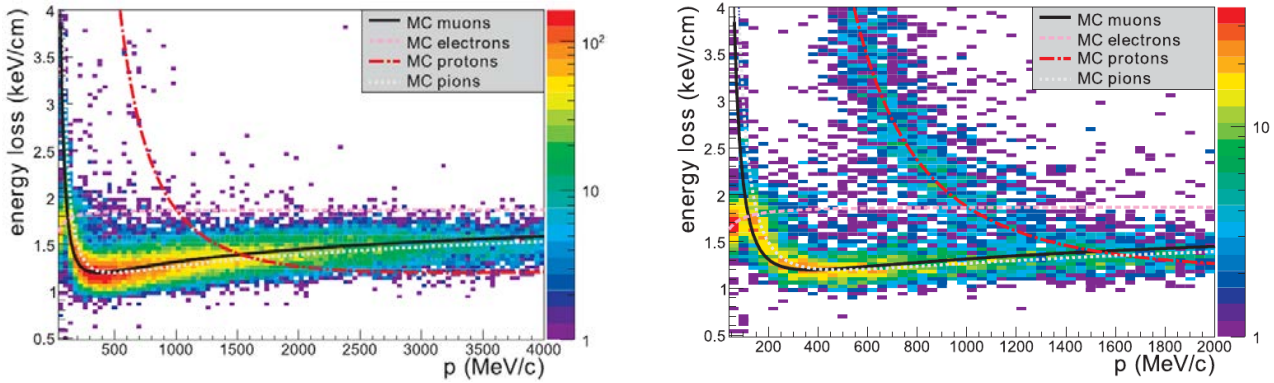 energy loss (keV/cm)
4
3.5
3
2.5
2
1.5
1
0.5
MC muons
MC electrons
MC protons
MC pions
10²
10
1
500 1000 1500 2000 2500 3000 3500 4000
p (MeV/c)
energy loss (keV/cm)
4
3.5
3
2.5
2
1.5
1
0.5
MC muons
MC electrons
MC protons
MC pions
10
1
200 400 600 800 1000 1200 1400 1600 1800 2000
p (MeV/c)